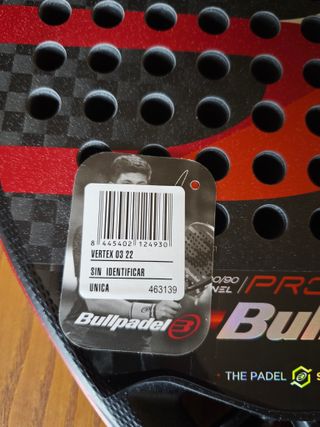 8 445402 124930
VERTEX 03 22
SIN IDENTIFICAR
UNICA 463139
Bullpadel
PRO
Bul
THE PADEL